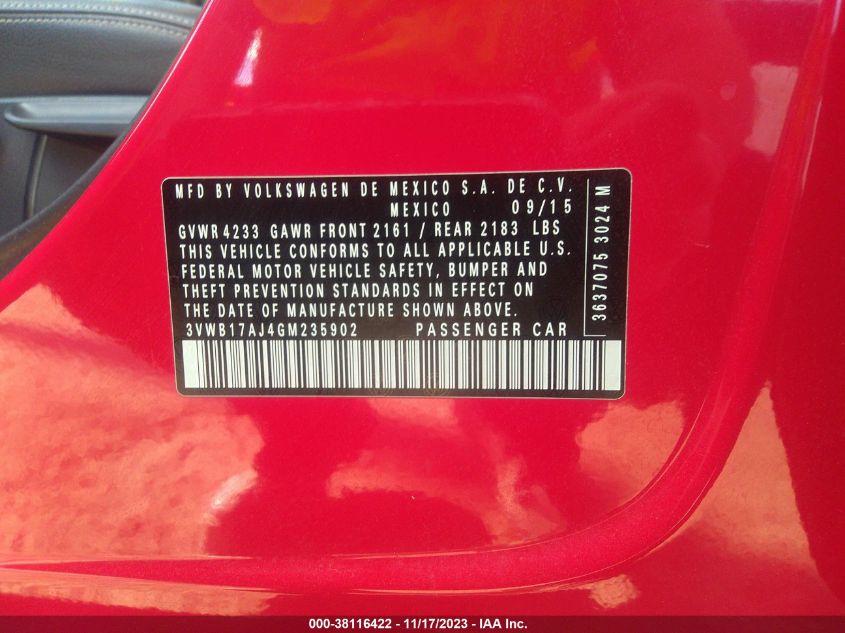 MFD BY VOLKSWAGEN DE MEXICO S.A. DE C.V.
MEXICO 09/15
GVWR 4233 GAWR FRONT 2161 / REAR 2183 LBS
THIS VEHICLE CONFORMS TO ALL APPLICABLE U.S.
FEDERAL MOTOR VEHICLE SAFETY, BUMPER AND
THEFT PREVENTION STANDARDS IN EFFECT ON
THE DATE OF MANUFACTURE SHOWN ABOVE.
3VWB17AJ4GM235902 PASSENGER CAR
3637075 3024 M
000-38116422 - 11/17/2023 - IAA Inc.